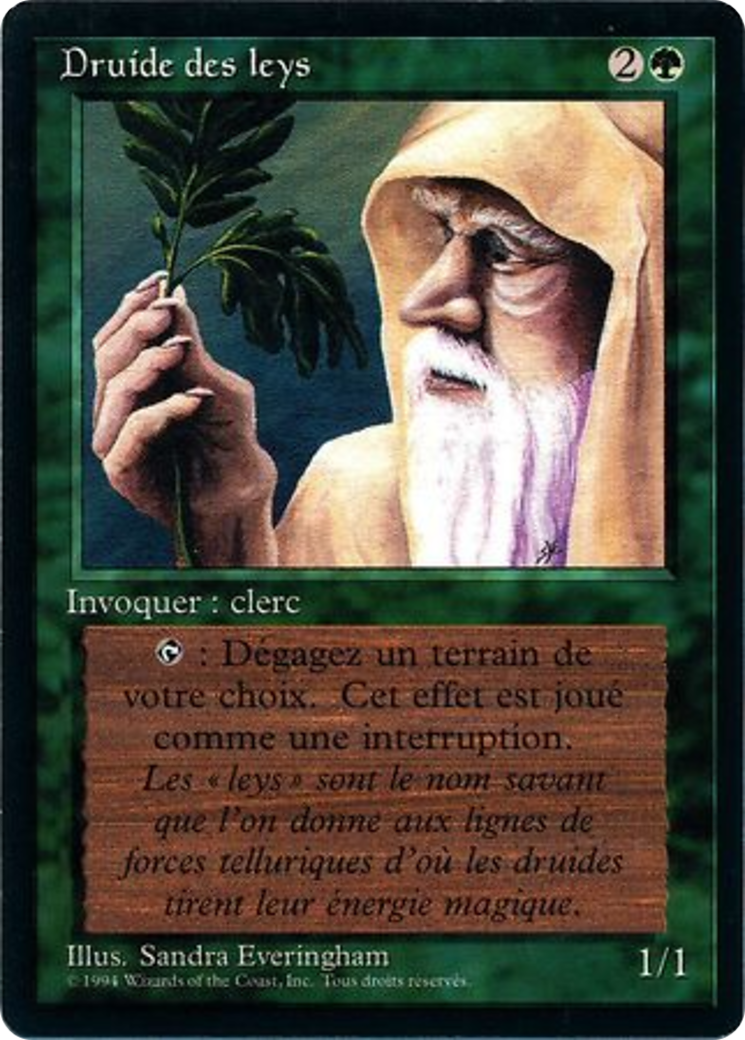 Druide des leys 2
Invoquer : clerc
: Dégagez un terrain de
votre choix. Cet effet est joué
comme une interruption.
Les « leys » sont le nom savant
que l'on donne aux lignes de
forces telluriques d'où les druides
tirent leur énergie magique.
Illus. Sandra Everingham
© 1994 Wizards of the Coast, Inc. Tous droits réservés.
1/1